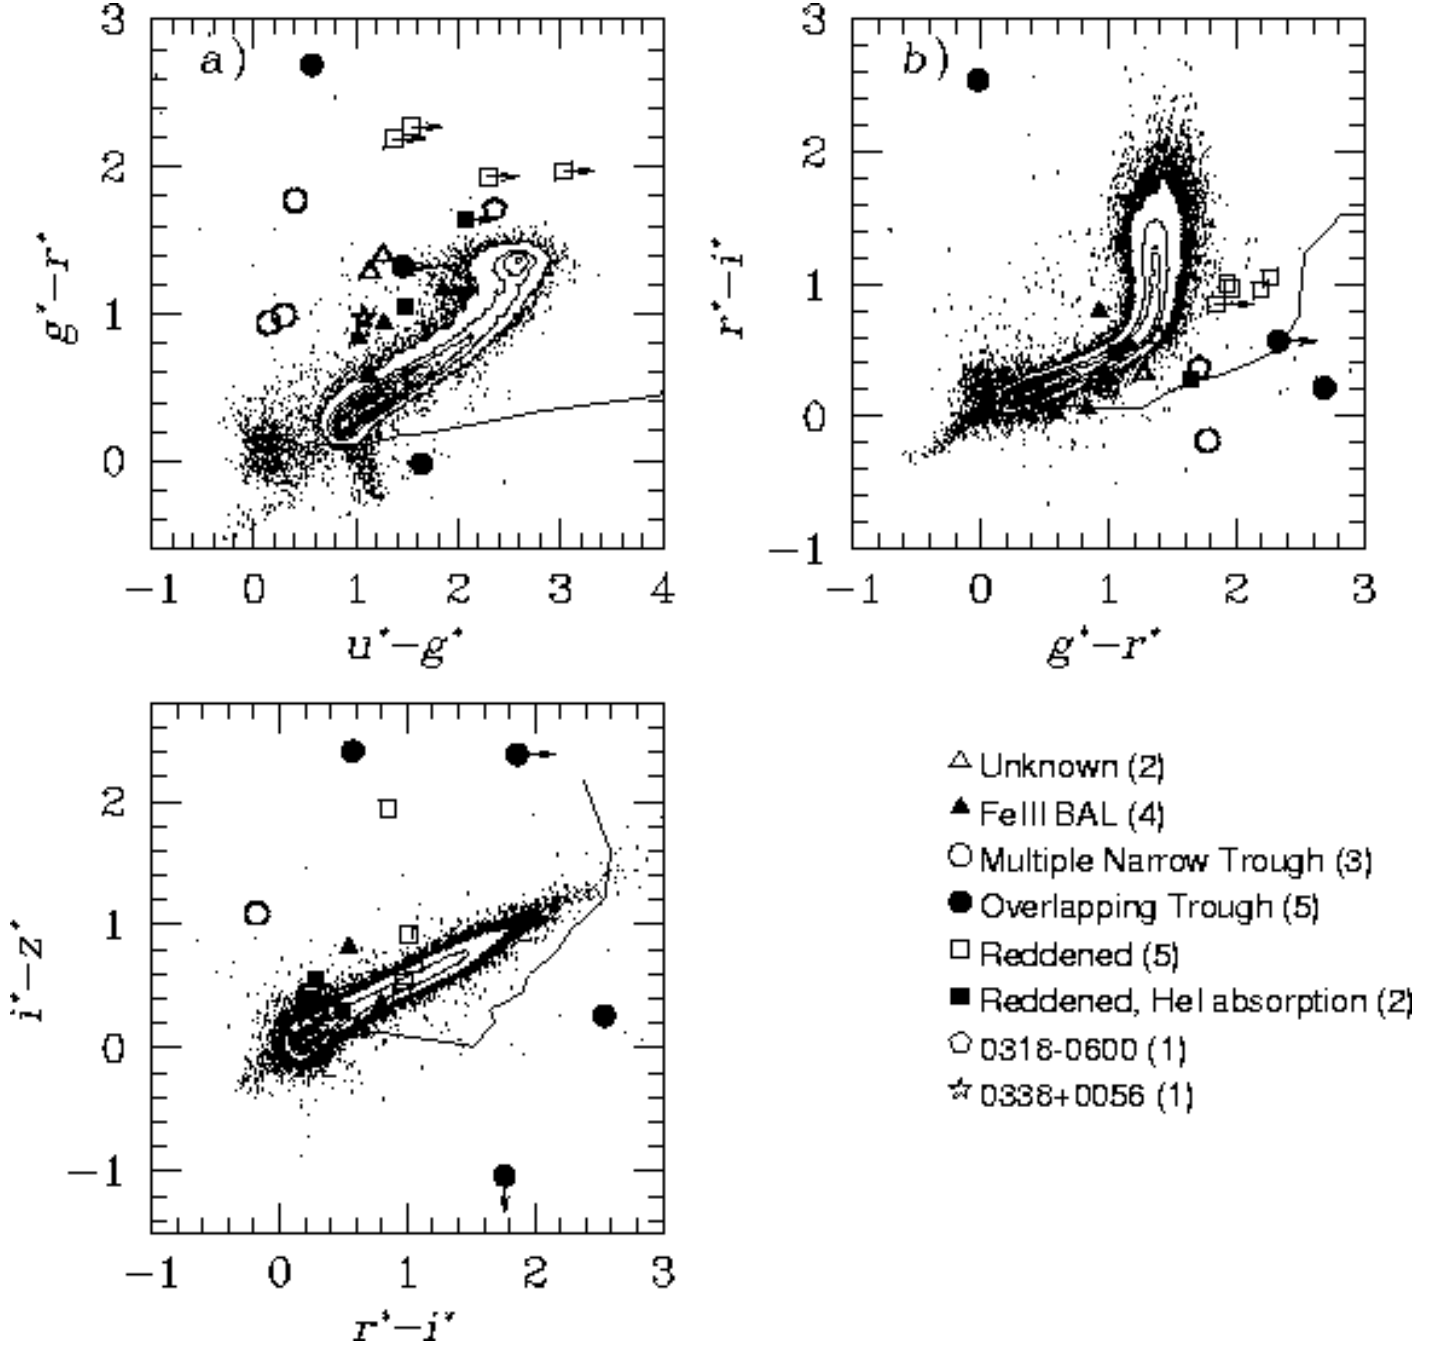 a)
3
2
1
0
g*−r*
−1 0 1 2 3 4
u*−g*
b)
3
2
1
0
−1
r*−i*
−1 0 1 2 3
g*−r*
2
1
0
−1
i*−z*
−1 0 1 2 3
r*−i*
Unknown (2)
FeIII BAL (4)
Multiple Narrow Trough (3)
Overlapping Trough (5)
Reddened (5)
Reddened, HeI absorption (2)
0318-0600 (1)
0338+0056 (1)